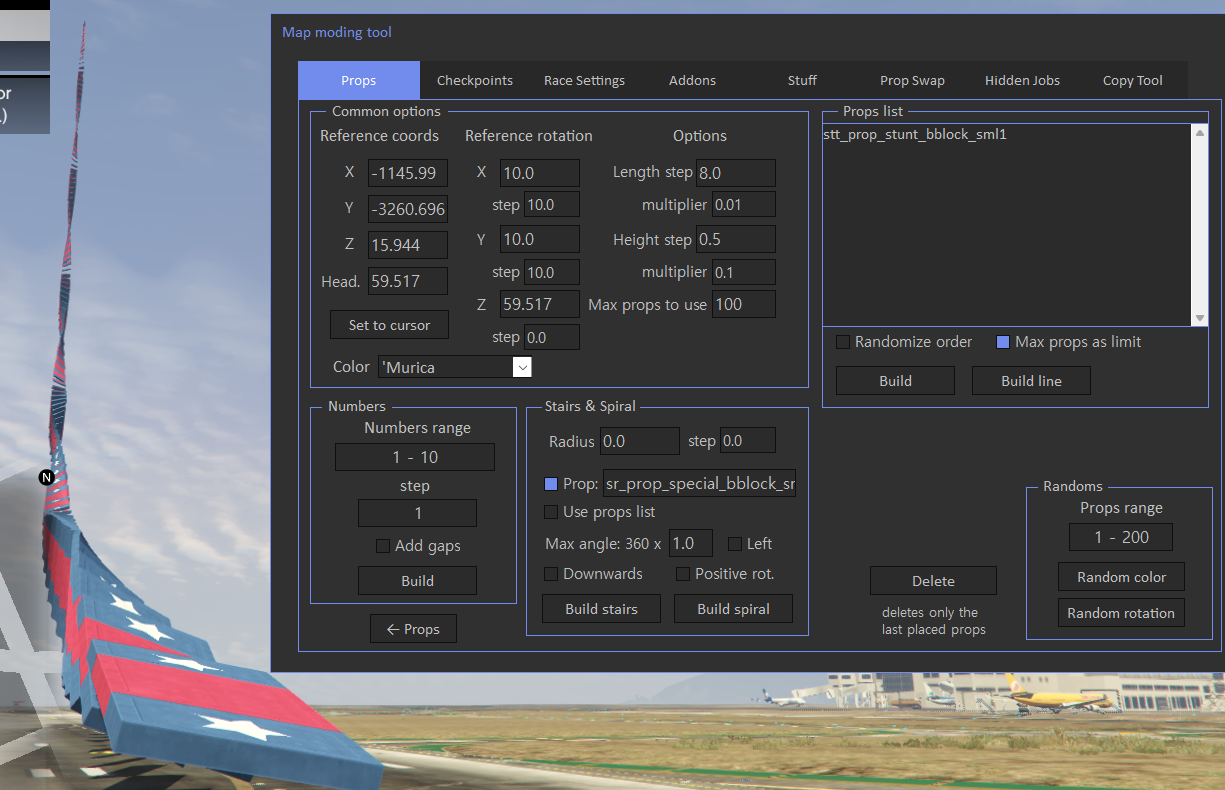 or
.)
Map moding tool
Props
Checkpoints
Race Settings
Addons
Stuff
Prop Swap
Hidden Jobs
Copy Tool
Common options
Reference coords
Reference rotation
Options
X -1145.99
Y -3260.696
Z 15.944
Head. 59.517
Set to cursor
X 10.0
step 10.0
Y 10.0
step 10.0
Z 59.517
step 0.0
Length step 8.0
multiplier 0.01
Height step 0.5
multiplier 0.1
Max props to use 100
Color 'Murica
Props list
stt_prop_stunt_bblock_sml1
Randomize order
Max props as limit
Build
Build line
Numbers
Numbers range
1 - 10
step
1
Add gaps
Build
← Props
Stairs & Spiral
Radius 0.0 step 0.0
Prop: sr_prop_special_bblock_sr
Use props list
Max angle: 360 x 1.0 Left
Downwards Positive rot.
Build stairs Build spiral
Delete
deletes only the
last placed props
Randoms
Props range
1 - 200
Random color
Random rotation
N